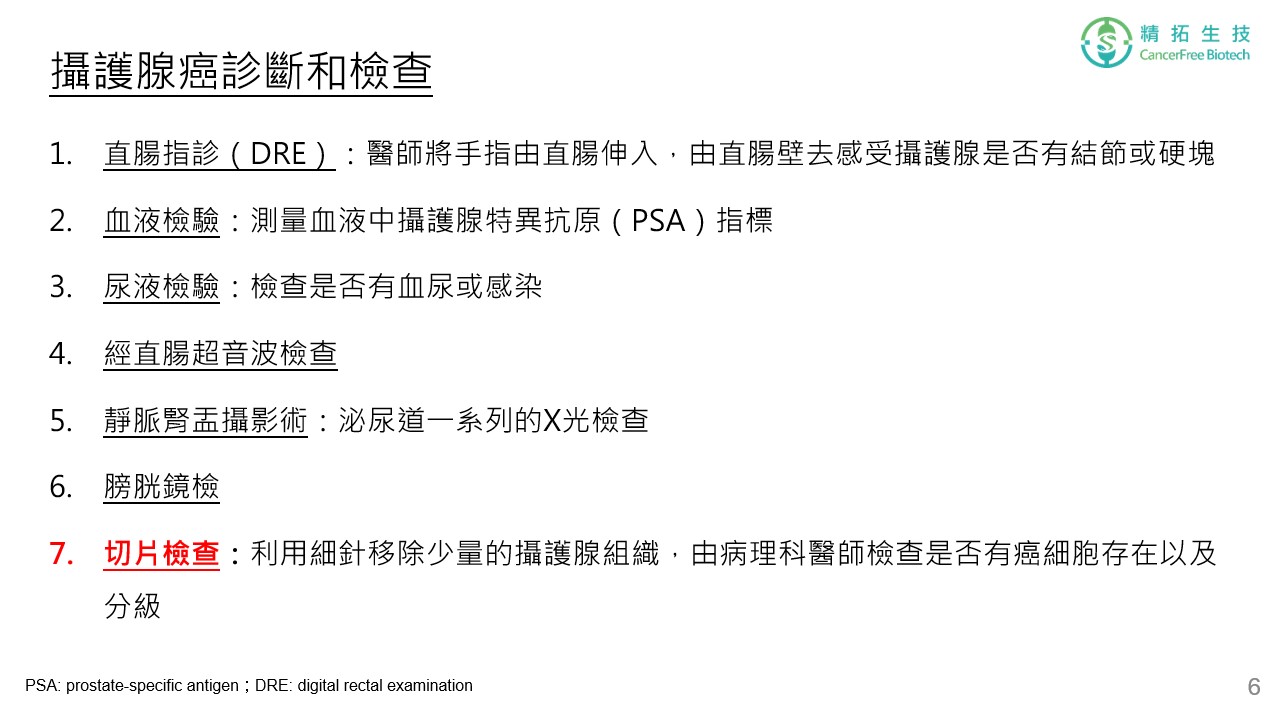 精拓生技
CancerFree Biotech
攝護腺癌診斷和檢查
1. 直腸指診（DRE）：醫師將手指由直腸伸入，由直腸壁去感受攝護腺是否有結節或硬塊
2. 血液檢驗：測量血液中攝護腺特異抗原（PSA）指標
3. 尿液檢驗：檢查是否有血尿或感染
4. 經直腸超音波檢查
5. 靜脈腎盂攝影術：泌尿道一系列的X光檢查
6. 膀胱鏡檢
7. 切片檢查：利用細針移除少量的攝護腺組織，由病理科醫師檢查是否有癌細胞存在以及
分級
PSA: prostate-specific antigen；DRE: digital rectal examination
6